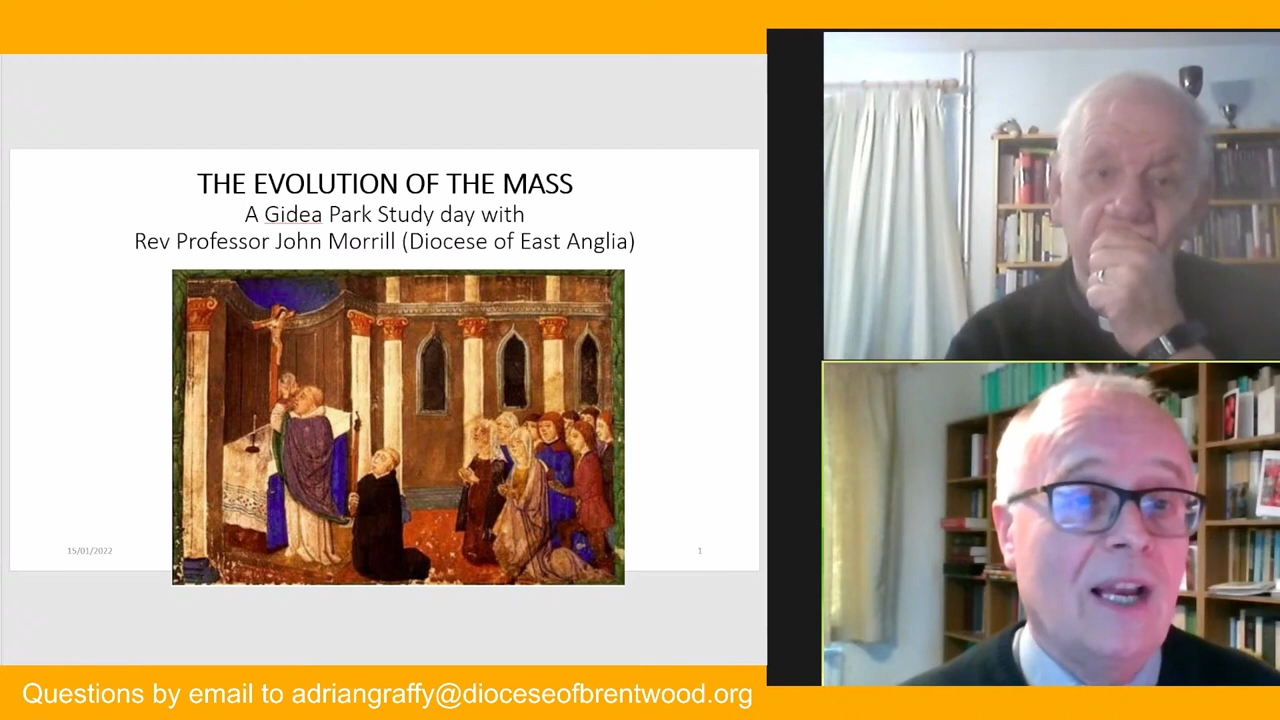 THE EVOLUTION OF THE MASS
A Gidea Park Study day with
Rev Professor John Morrill (Diocese of East Anglia)
15/01/2022
1
Questions by email to adriangraffy@dioceseofbrentwood.org